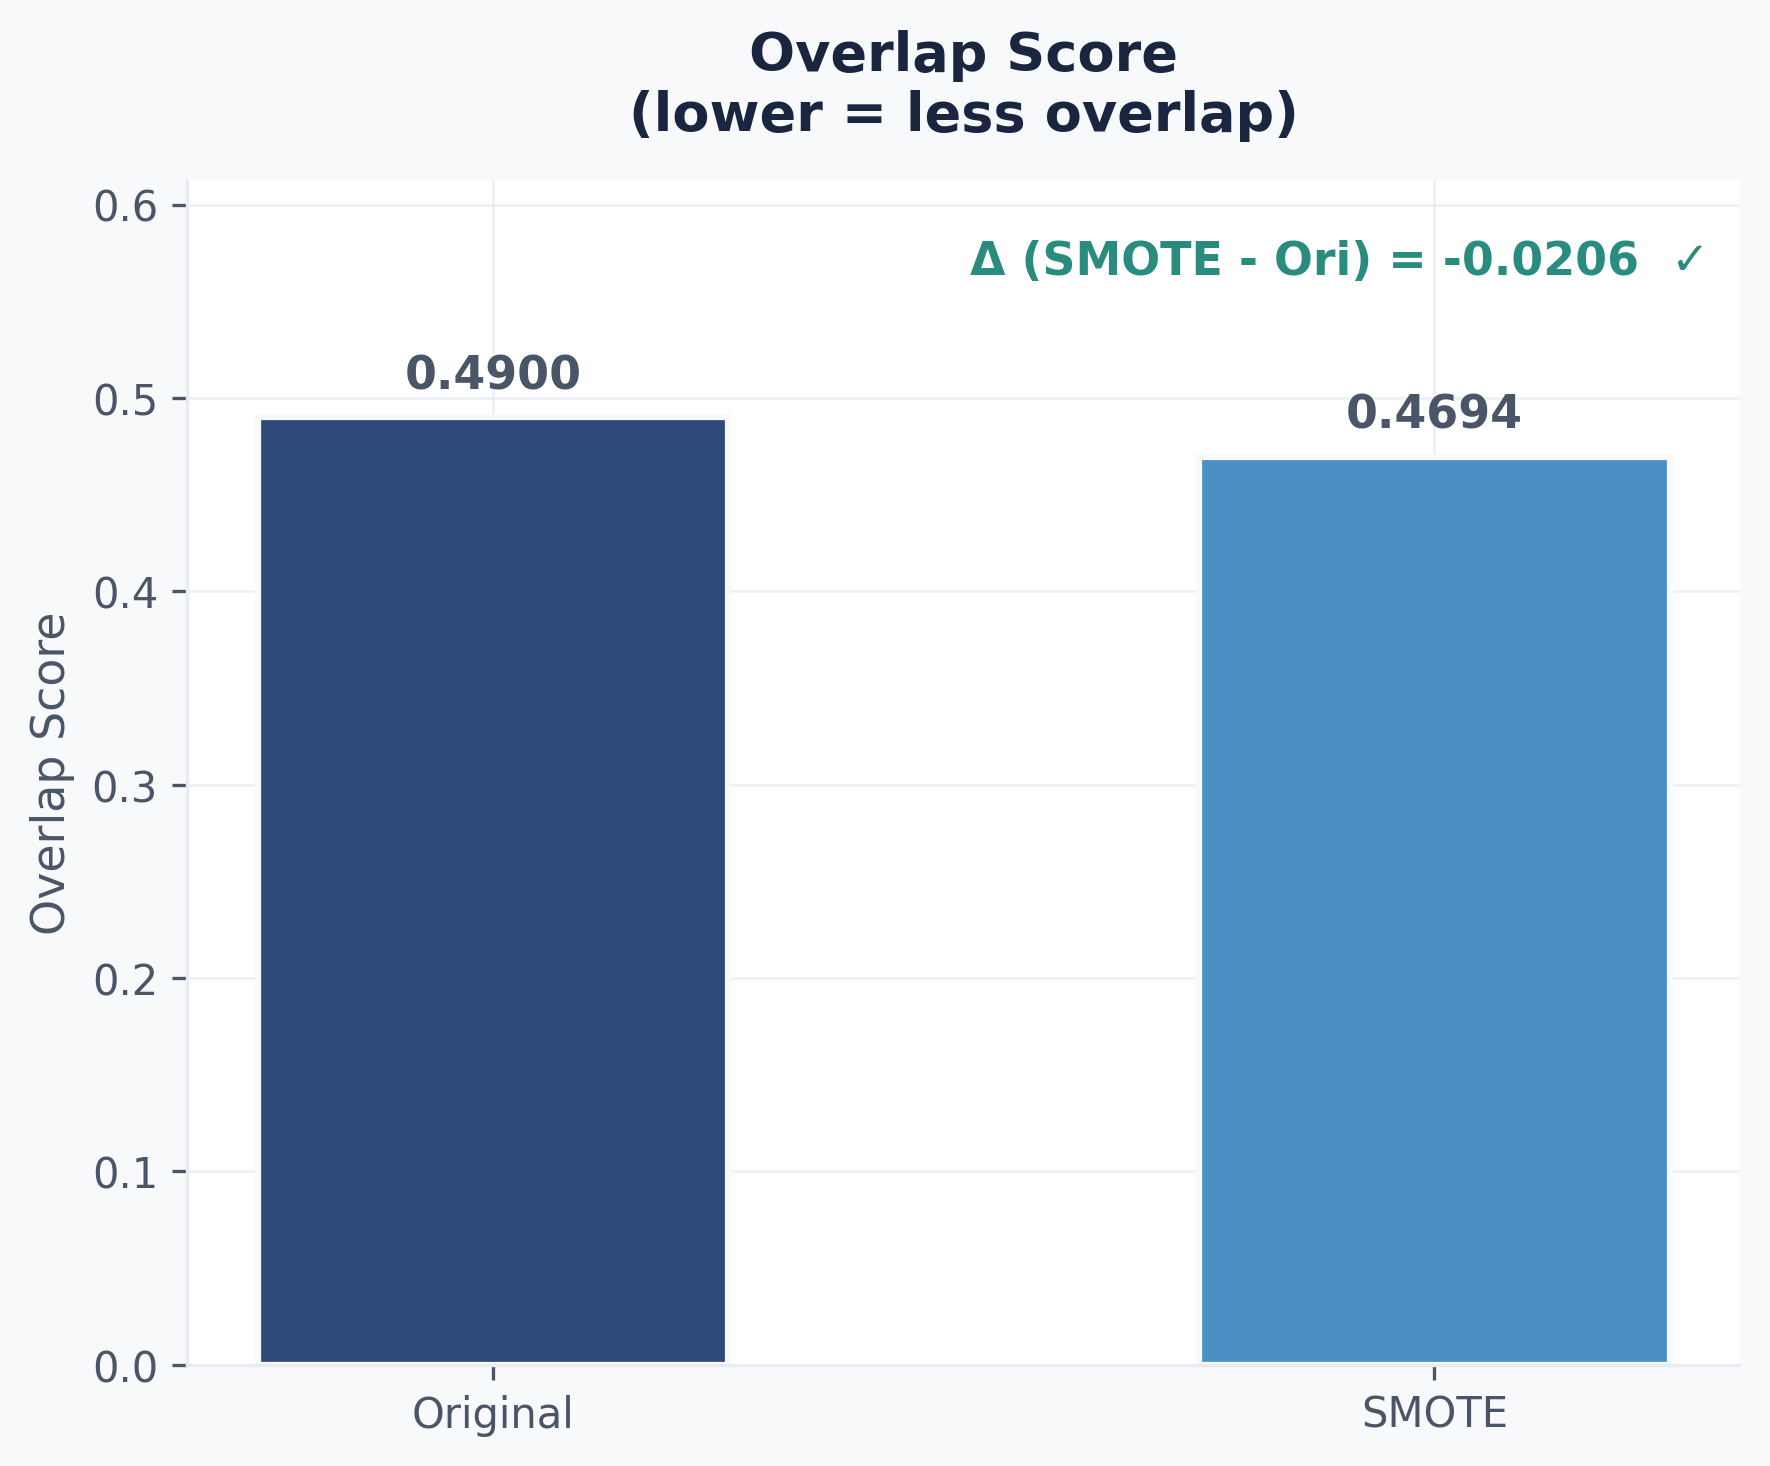 Overlap Score
(lower = less overlap)
0.6
Δ (SMOTE - Ori) = -0.0206 ✓
0.4900
0.5
0.4694
0.4
Overlap Score
0.3
0.2
0.1
0.0
Original
SMOTE